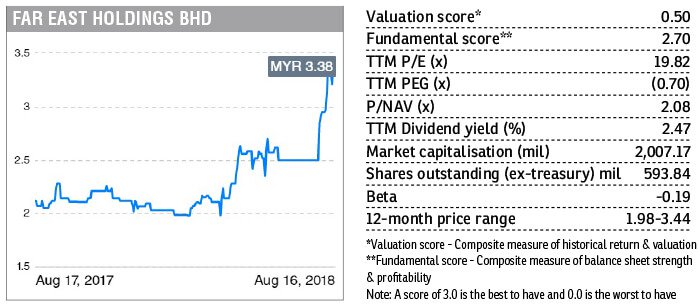 FAR EAST HOLDINGS BHD
3.5
MYR 3.38
3
2.5
2
1.5
Aug 17, 2017 Aug 16, 2018
Valuation score* 0.50
Fundamental score** 2.70
TTM P/E (x) 19.82
TTM PEG (x) (0.70)
P/NAV (x) 2.08
TTM Dividend yield (%) 2.47
Market capitalisation (mil) 2,007.17
Shares outstanding (ex-treasury) mil 593.84
Beta -0.19
12-month price range 1.98-3.44
*Valuation score - Composite measure of historical return & valuation
**Fundamental score - Composite measure of balance sheet strength
& profitability
Note: A score of 3.0 is the best to have and 0.0 is the worst to have